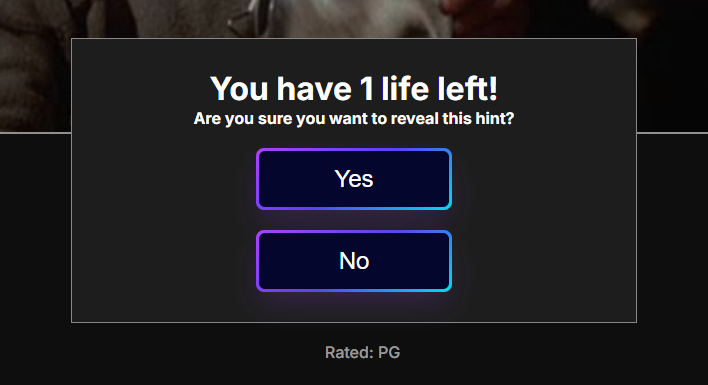 You have 1 life left!
Are you sure you want to reveal this hint?
Yes
No
Rated: PG